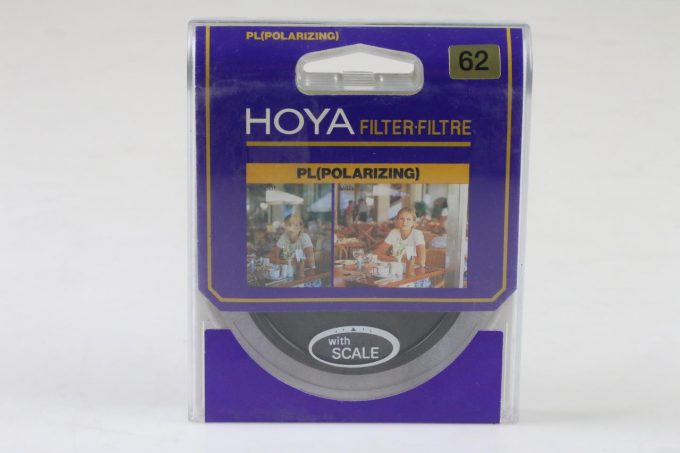 PL(POLARIZING)
62
HOYA FILTER·FILTRE
PL(POLARIZING)
with
SCALE